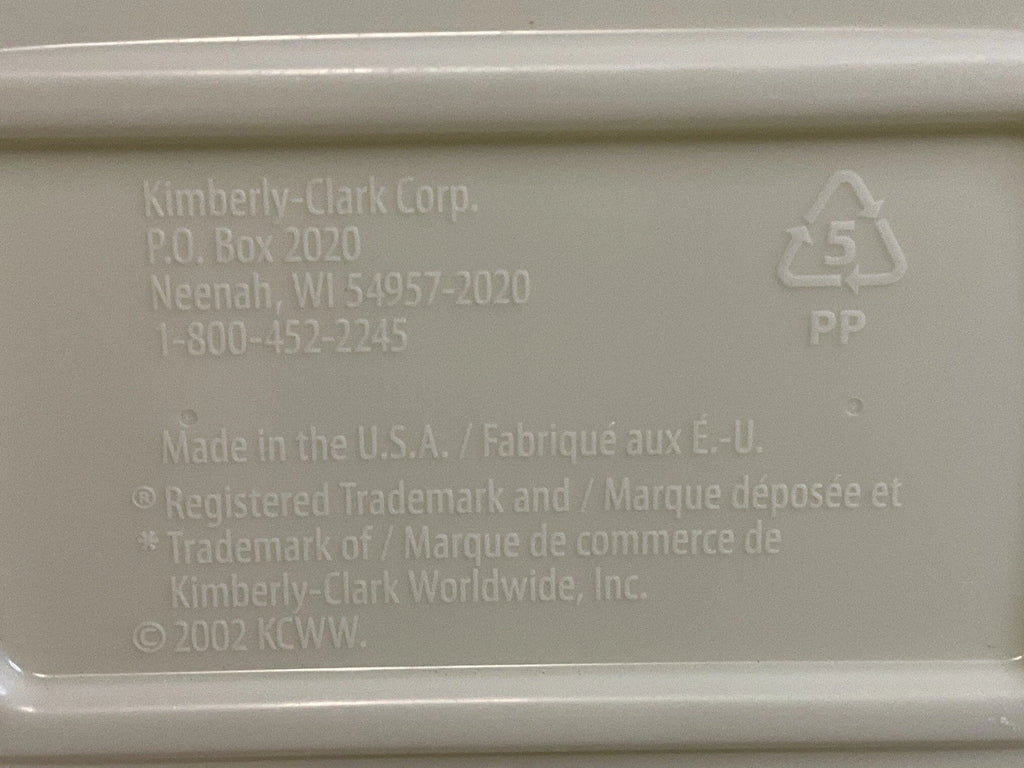 Kimberly-Clark Corp.
P.O. Box 2020
Neenah, WI 54957-2020
1-800-452-2245
5
PP
Made in the U.S.A. / Fabriqué aux É.-U.
® Registered Trademark and / Marque déposée et
* Trademark of / Marque de commerce de
Kimberly-Clark Worldwide, Inc.
© 2002 KCWW.